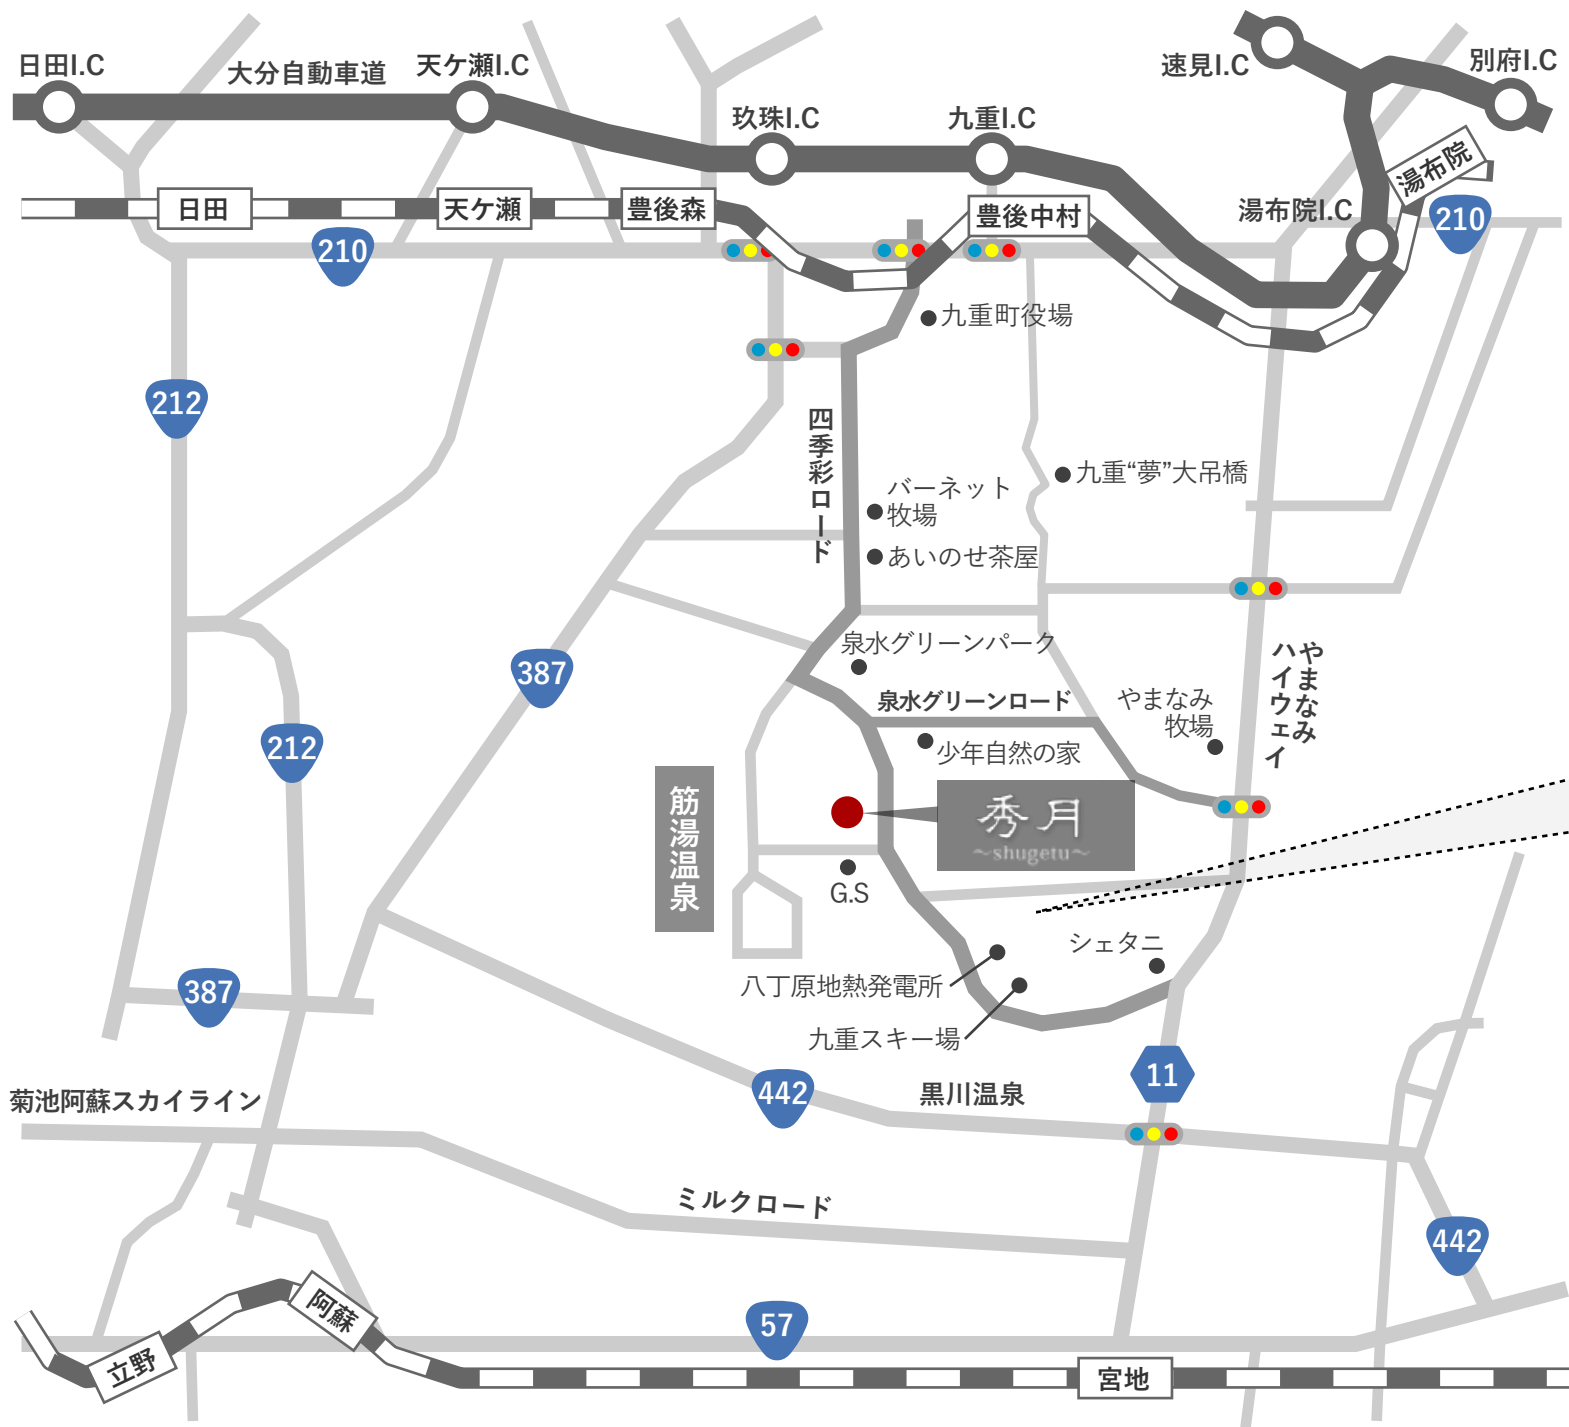 日田I.C
大分自動車道
天ケ瀬I.C
玖珠I.C
九重I.C
速見I.C
別府I.C
湯布院
湯布院I.C
210
日田
天ケ瀬
豊後森
豊後中村
210
九重町役場
212
四季彩ロード
バーネット
牧場
九重“夢”大吊橋
あいのせ茶屋
泉水グリーンパーク
387
泉水グリーンロード
やまなみ
牧場
やまなみ
ハイウェイ
212
少年自然の家
筋湯温泉
秀月
〜shugetu〜
G.S
シェタニ
387
八丁原地熱発電所
九重スキー場
菊池阿蘇スカイライン
442
黒川温泉
11
ミルクロード
442
阿蘇
57
立野
宮地